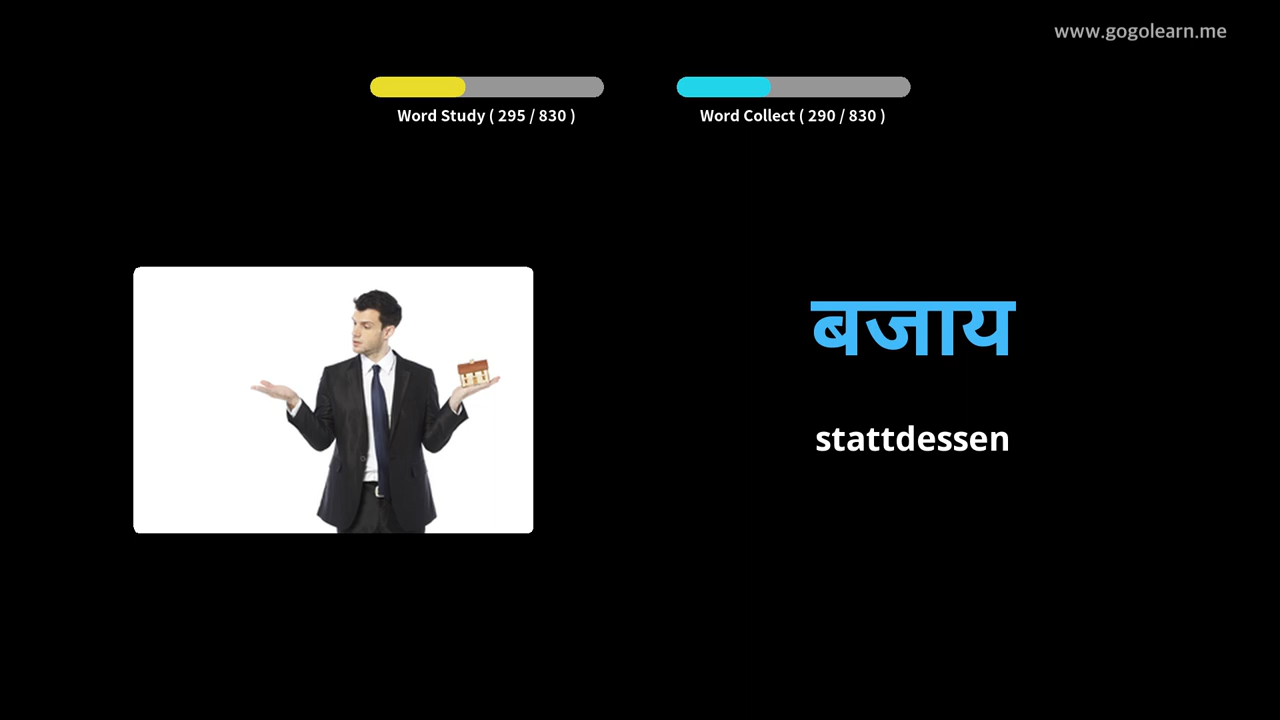 www.gogolearn.me
Word Study ( 295 / 830 )
Word Collect ( 290 / 830 )
बजाय
stattdessen